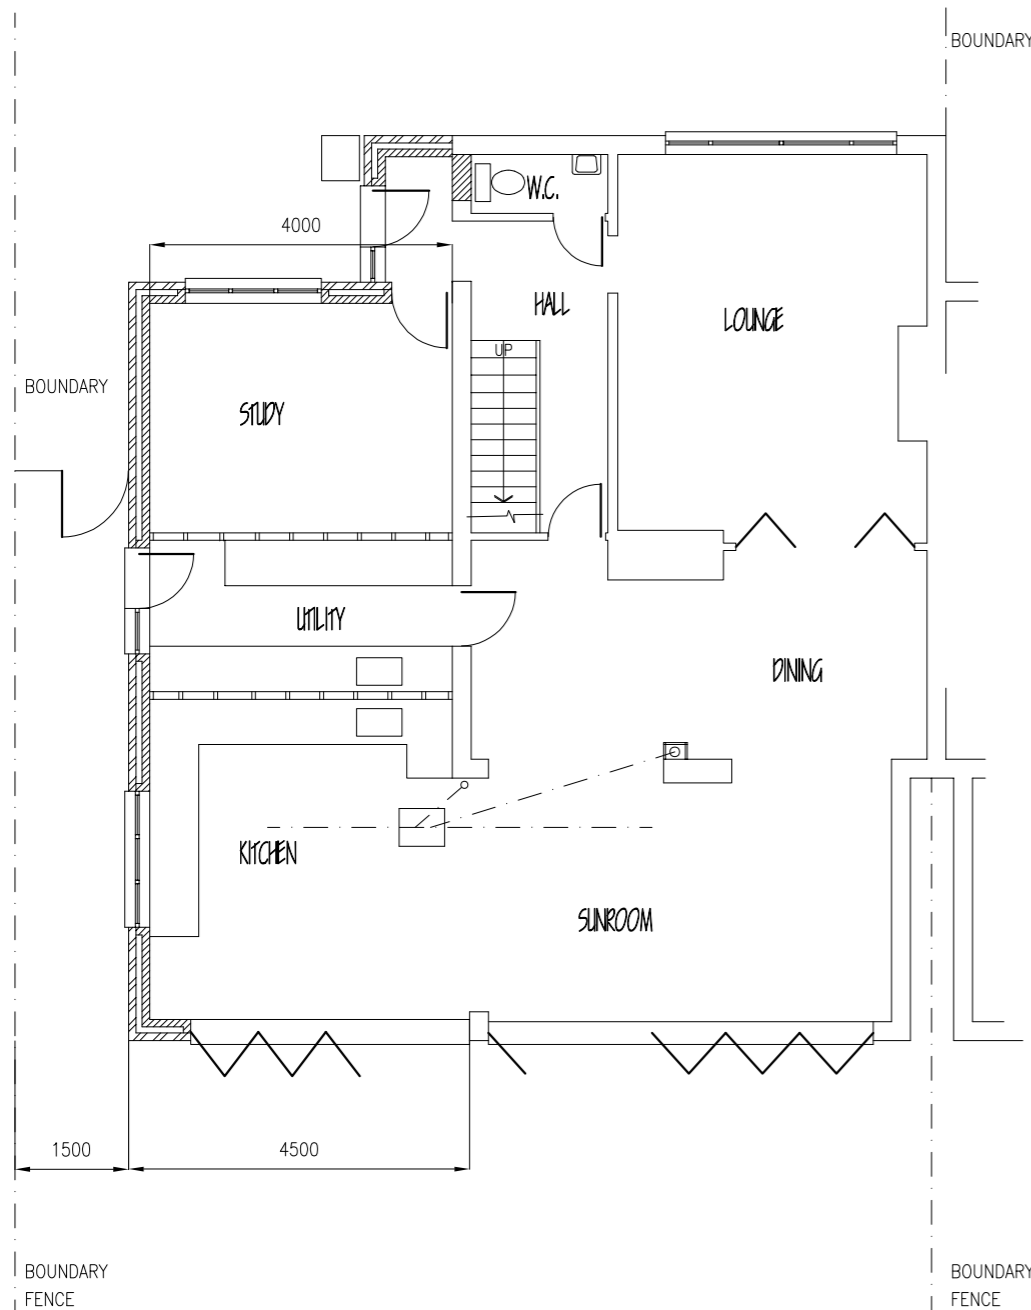 BOUNDARY
W.C.
4000
HALL
LOUNGE
UP
BOUNDARY
STUDY
UTILITY
DINING
KITCHEN
SUNROOM
1500
4500
BOUNDARY
FENCE
BOUNDARY
FENCE